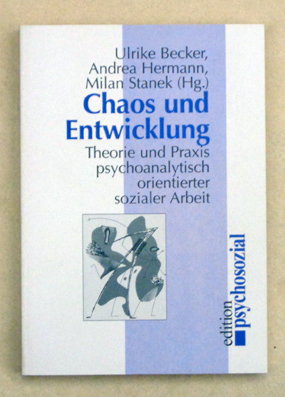 Ulrike Becker,
Andrea Hermann,
Milan Stanek (Hg.)
Chaos und
Entwicklung
Theorie und Praxis
psychoanalytisch
orientierter
sozialer Arbeit
edition
psychosozial